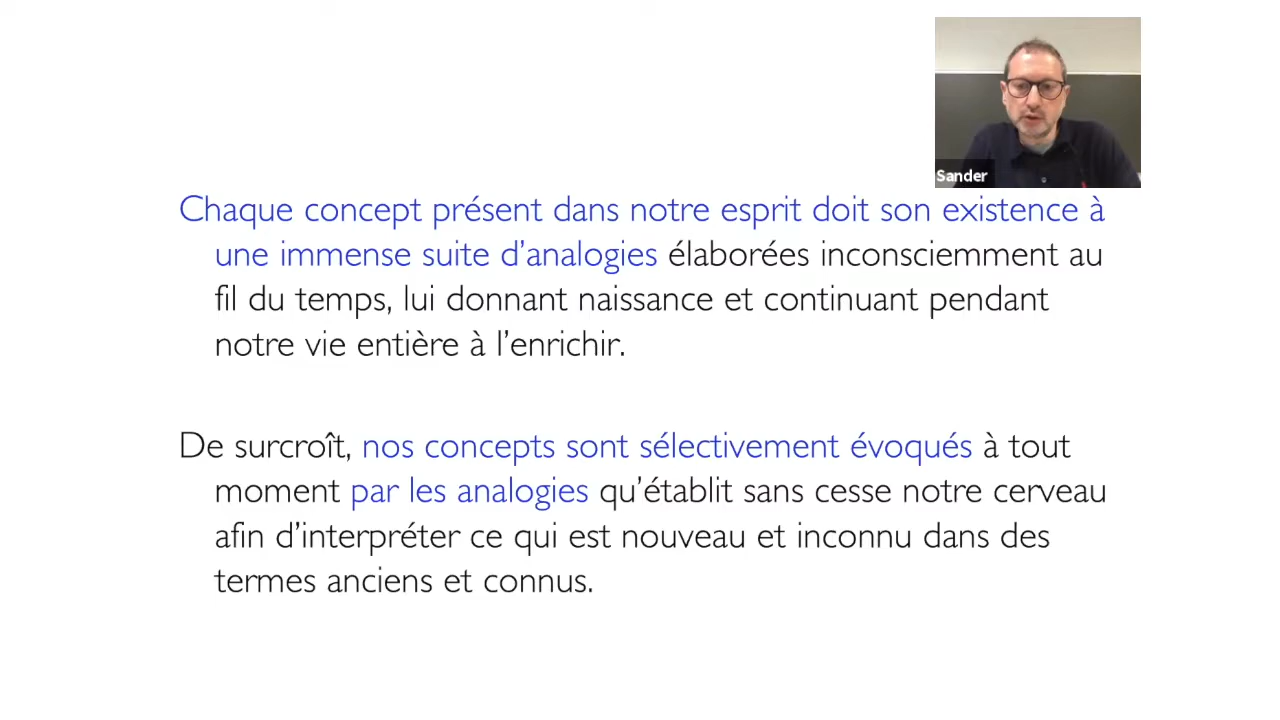 Sander
Chaque concept présent dans notre esprit doit son existence à
une immense suite d’analogies élaborées inconsciemment au
fil du temps, lui donnant naissance et continuant pendant
notre vie entière à l’enrichir.
De surcroît, nos concepts sont sélectivement évoqués à tout
moment par les analogies qu’établit sans cesse notre cerveau
afin d’interpréter ce qui est nouveau et inconnu dans des
termes anciens et connus.